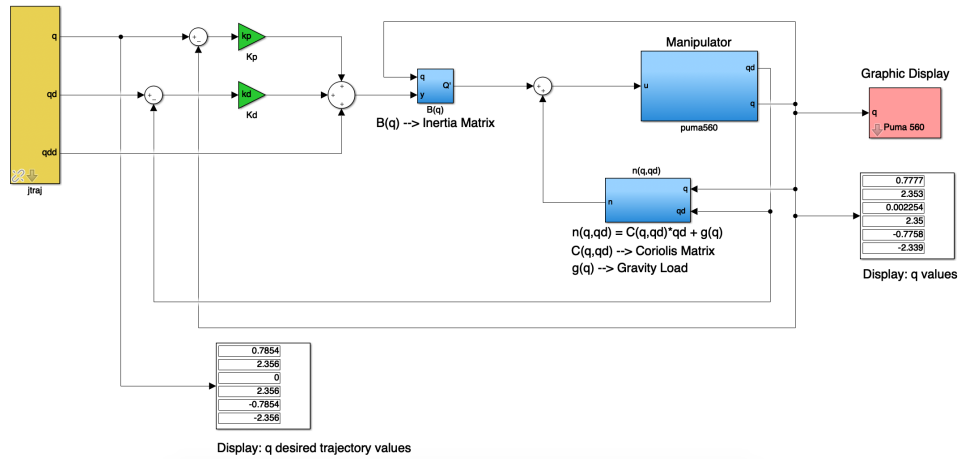 q
qd
qdd
jtraj
kp
Kp
kd
Kd
q
y
Q'
B(q)
B(q) --> Inertia Matrix
Manipulator
u
qd
q
puma560
Graphic Display
q
Puma 560
n(q,qd)
n
q
qd
n(q,qd) = C(q,qd)*qd + g(q)
C(q,qd) --> Coriolis Matrix
g(q) --> Gravity Load
0.7777
2.353
0.002254
2.35
-0.7758
-2.339
Display: q values
0.7854
2.356
0
2.356
-0.7854
-2.356
Display: q desired trajectory values